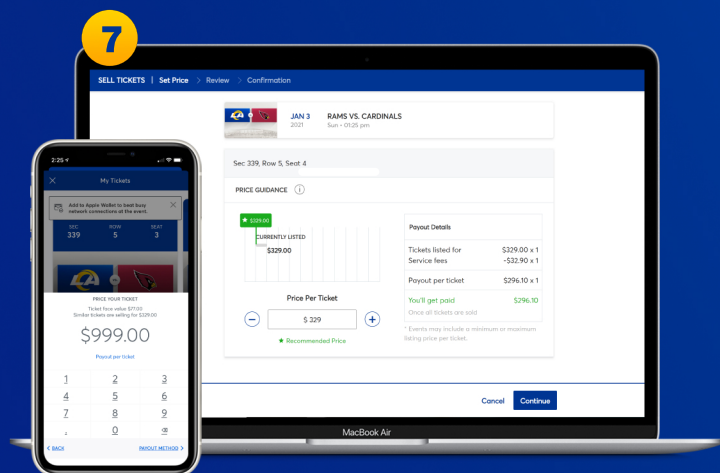 7
SELL TICKETS | Set Price > Review > Confirmation
JAN 3 RAMS VS. CARDINALS
2021 Sun • 01:25 pm
Sec 339, Row 5, Seat 4
PRICE GUIDANCE i
★ $329.00
CURRENTLY LISTED
$329.00
Price Per Ticket
− $ 329 +
★ Recommended Price
Payout Details
Tickets listed for $329.00 x 1
Service fees -$32.90 x 1
Payout per ticket $296.10 x 1
You'll get paid $296.10
Once all tickets are sold
* Events may include a minimum or maximum
listing price per ticket.
Cancel Continue
MacBook Air
2:25
× My Tickets
Add to Apple Wallet to beat busy
network connections at the event. ×
SEC ROW SEAT
339 5 3
LA
PRICE YOUR TICKET
Ticket face value $77.00
Similar tickets are selling for $329.00
$999.00
Payout per ticket
1 2 3
4 5 6
7 8 9
. 0 ⌫
< BACK PAYOUT METHOD >